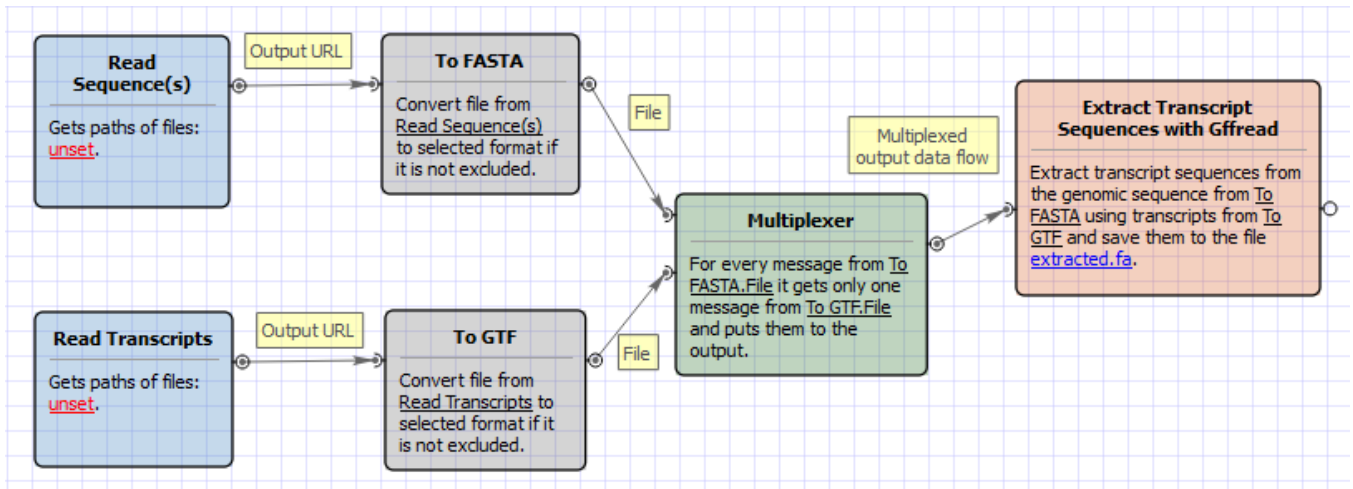 Read
Sequence(s)
Gets paths of files:
unset.
Output URL
To FASTA
Convert file from
Read Sequence(s)
to selected format if
it is not excluded.
File
Read Transcripts
Gets paths of files:
unset.
Output URL
To GTF
Convert file from
Read Transcripts to
selected format if it
is not excluded.
File
Multiplexer
For every message from To
FASTA.File it gets only one
message from To GTF.File
and puts them to the
output.
Multiplexed
output data flow
Extract Transcript
Sequences with Gffread
Extract transcript sequences from
the genomic sequence from To
FASTA using transcripts from To
GTF and save them to the file
extracted.fa.